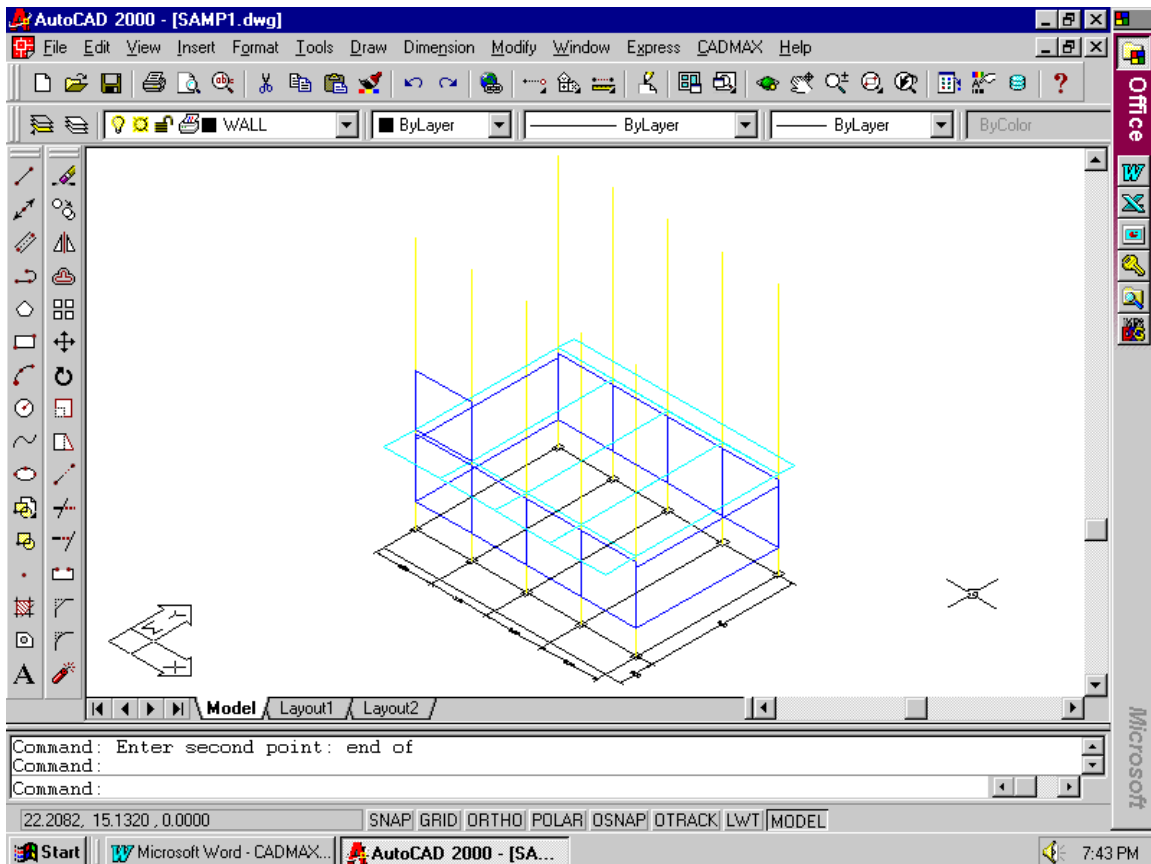 AutoCAD 2000 - [SAMP1.dwg]
File Edit View Insert Format Tools Draw Dimension Modify Window Express CADMAX Help
WALL ByLayer ByLayer ByLayer ByColor
Office
A
Model Layout1 Layout2
Command: Enter second point: end of
Command:
Command:
Microsoft
22.2082, 15.1320 , 0.0000 SNAP GRID ORTHO POLAR OSNAP OTRACK LWT MODEL
Start Microsoft Word - CADMAX... AutoCAD 2000 - [SA... 7:43 PM